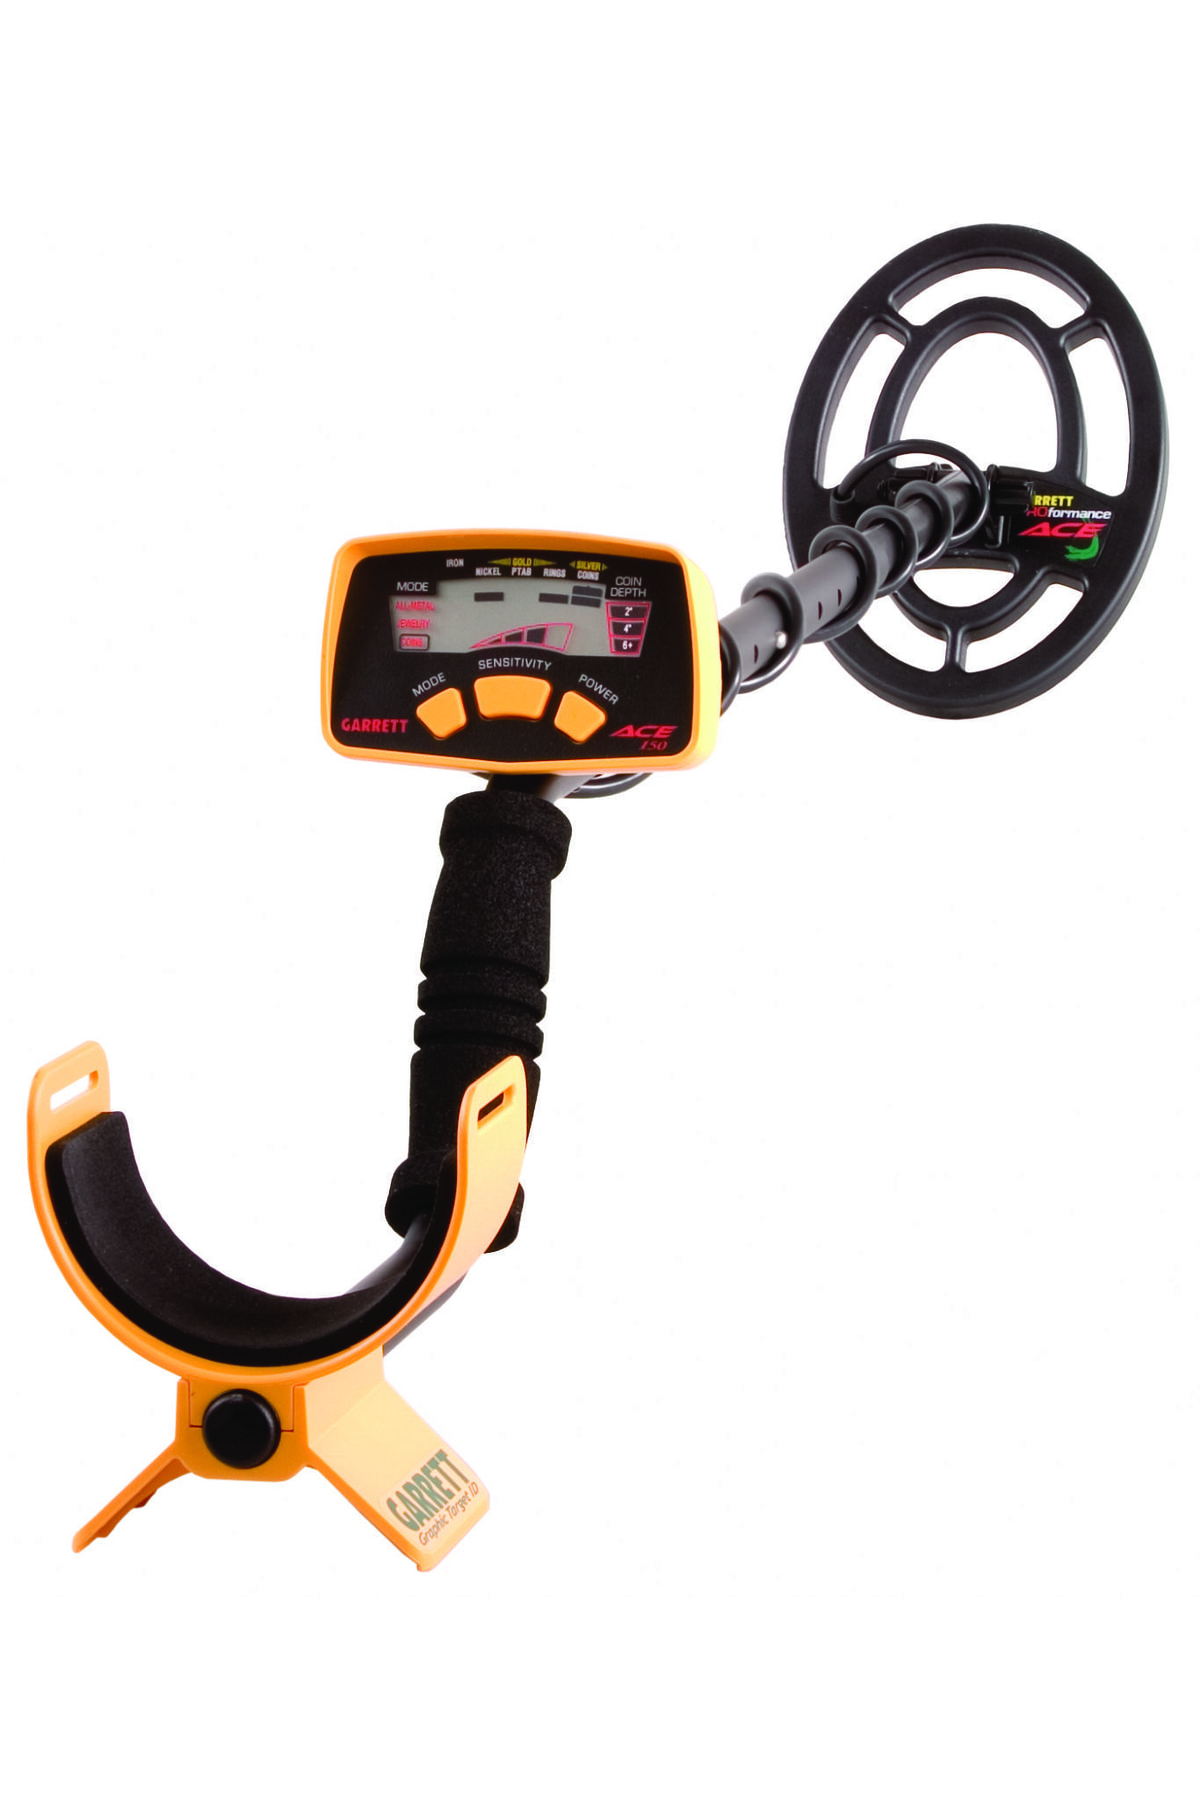 RRETT
ROformance
ACE
IRON
GOLD
SILVER
NICKEL PTAB RINGS COINS
MODE
COIN
DEPTH
ALL-METAL
JEWELRY
COINS
2"
4"
6+
SENSITIVITY
MODE
POWER
GARRETT
ACE
150
GARRETT
Graphic Target ID